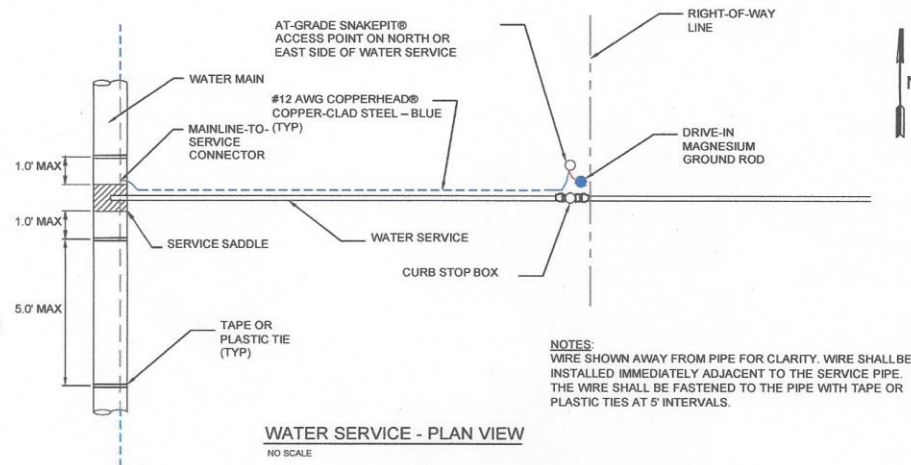 AT-GRADE SNAKEPIT®
ACCESS POINT ON NORTH OR
EAST SIDE OF WATER SERVICE
RIGHT-OF-WAY
LINE
N
WATER MAIN
#12 AWG COPPERHEAD®
COPPER-CLAD STEEL – BLUE
(TYP)
MAINLINE-TO-
SERVICE
CONNECTOR
DRIVE-IN
MAGNESIUM
GROUND ROD
1.0' MAX
1.0' MAX
SERVICE SADDLE
WATER SERVICE
CURB STOP BOX
5.0' MAX
TAPE OR
PLASTIC TIE
(TYP)
NOTES:
WIRE SHOWN AWAY FROM PIPE FOR CLARITY. WIRE SHALL BE
INSTALLED IMMEDIATELY ADJACENT TO THE SERVICE PIPE.
THE WIRE SHALL BE FASTENED TO THE PIPE WITH TAPE OR
PLASTIC TIES AT 5' INTERVALS.
WATER SERVICE - PLAN VIEW
NO SCALE